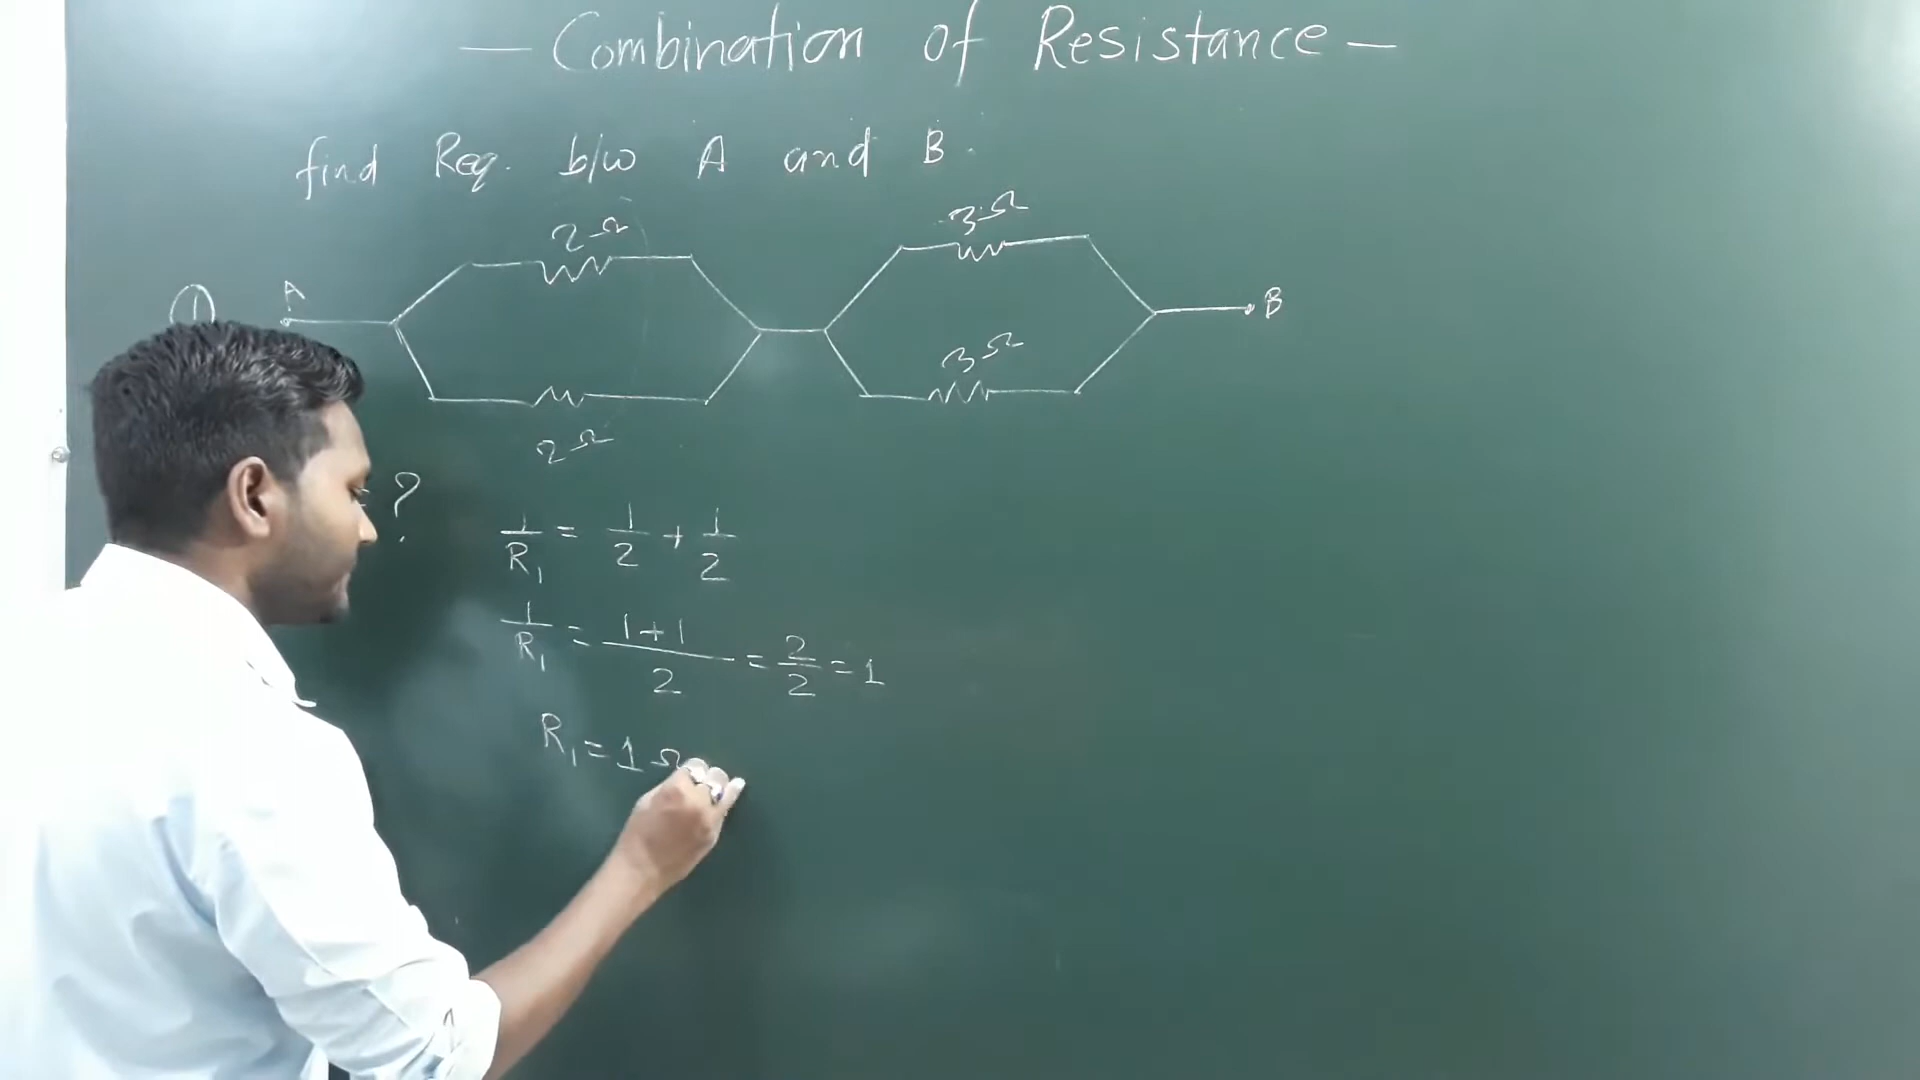 — Combination of Resistance —
find Req. b/w A and B.
2Ω 3Ω
① A B
3Ω
2Ω
?
1/R₁ = 1/2 + 1/2
1/R₁ = 1+1/2 = 2/2 = 1
R₁ = 1 Ω